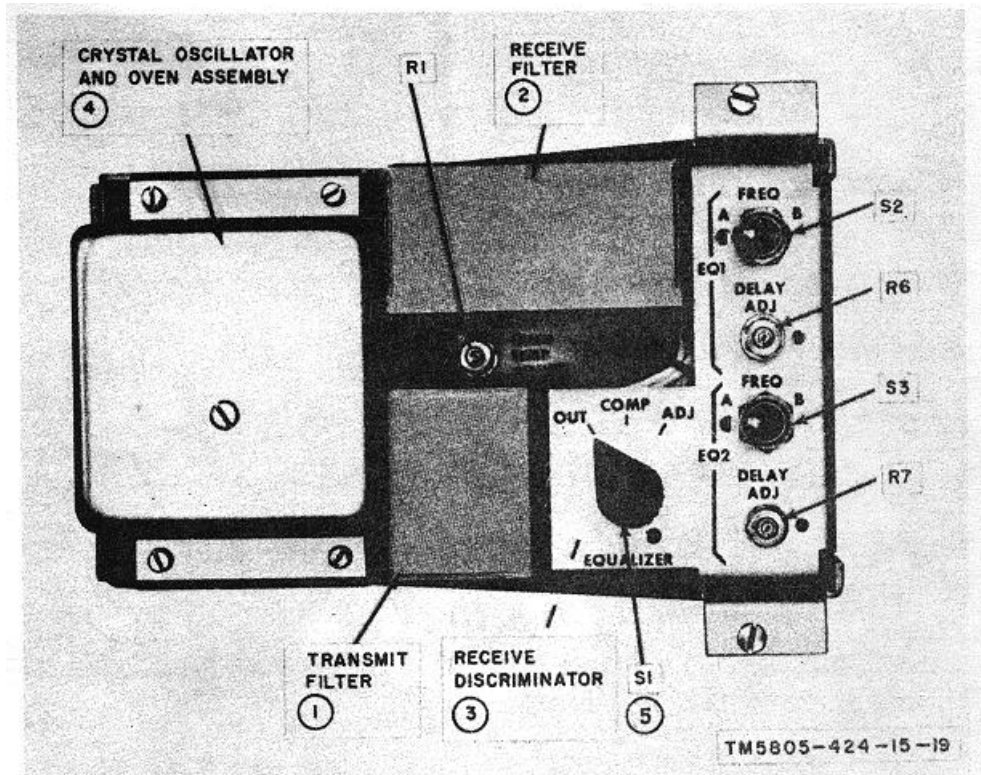 CRYSTAL OSCILLATOR
AND OVEN ASSEMBLY
4
R1
RECEIVE
FILTER
2
FREQ
A B
S2
EQ1
DELAY
ADJ
R6
FREQ
A B
S3
EQ2
DELAY
ADJ
R7
OUT COMP ADJ
EQUALIZER
TRANSMIT
FILTER
1
RECEIVE
DISCRIMINATOR
3
S1
5
TM5805-424-15-19